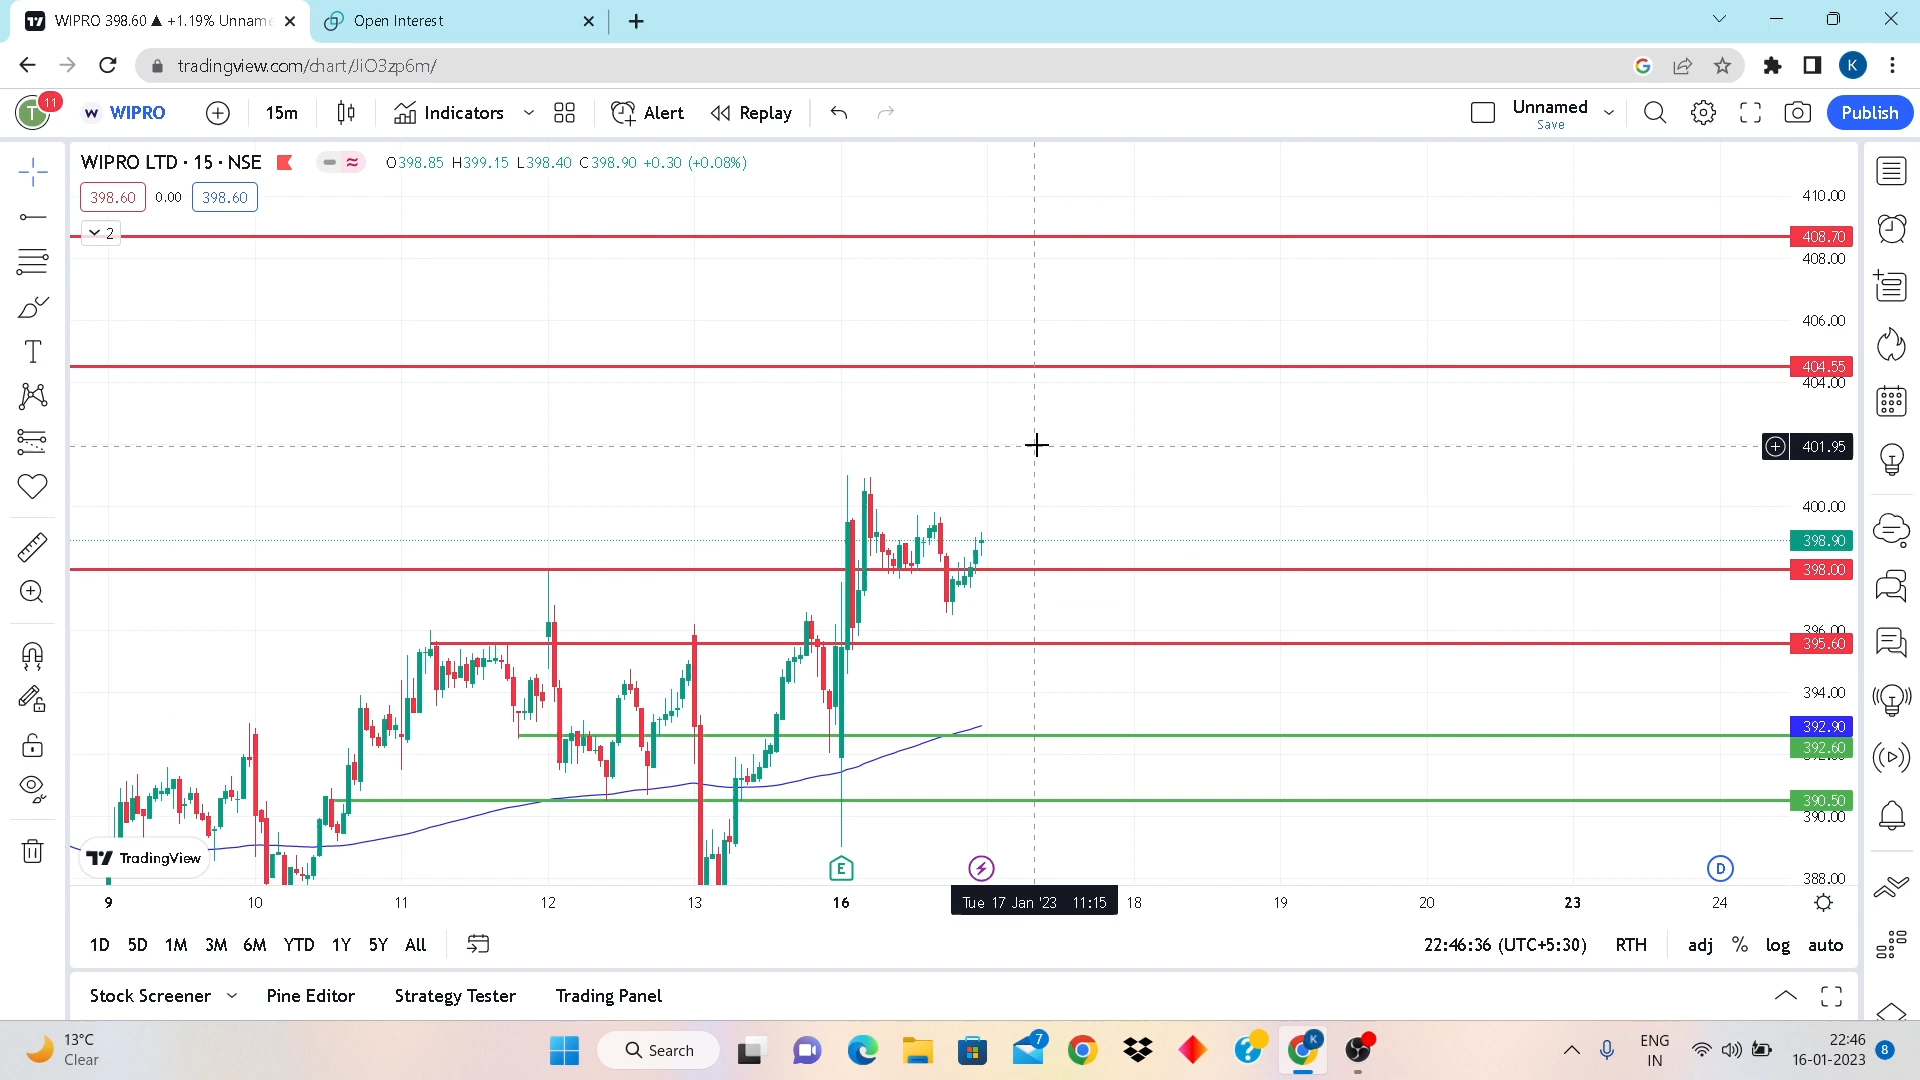 WIPRO 398.60 ▲ +1.19% Unname
Open Interest
tradingview.com/chart/JiO3zp6m/
K
T
11
W WIPRO
15m
Indicators
Alert
Replay
Unnamed
Save
Publish
WIPRO LTD · 15 · NSE
O398.85 H399.15 L398.40 C398.90 +0.30 (+0.08%)
398.60
0.00
398.60
2
410.00
408.70
408.00
406.00
404.55
404.00
401.95
400.00
398.90
398.00
396.00
395.60
394.00
392.90
392.60
390.50
390.00
388.00
TradingView
E
D
9
10
11
12
13
16
Tue 17 Jan '23 11:15
18
19
20
23
24
1D
5D
1M
3M
6M
YTD
1Y
5Y
All
22:46:36 (UTC+5:30)
RTH
adj
%
log
auto
Stock Screener
Pine Editor
Strategy Tester
Trading Panel
13°C
Clear
Search
7
K
ENG
IN
22:46
16-01-2023
8